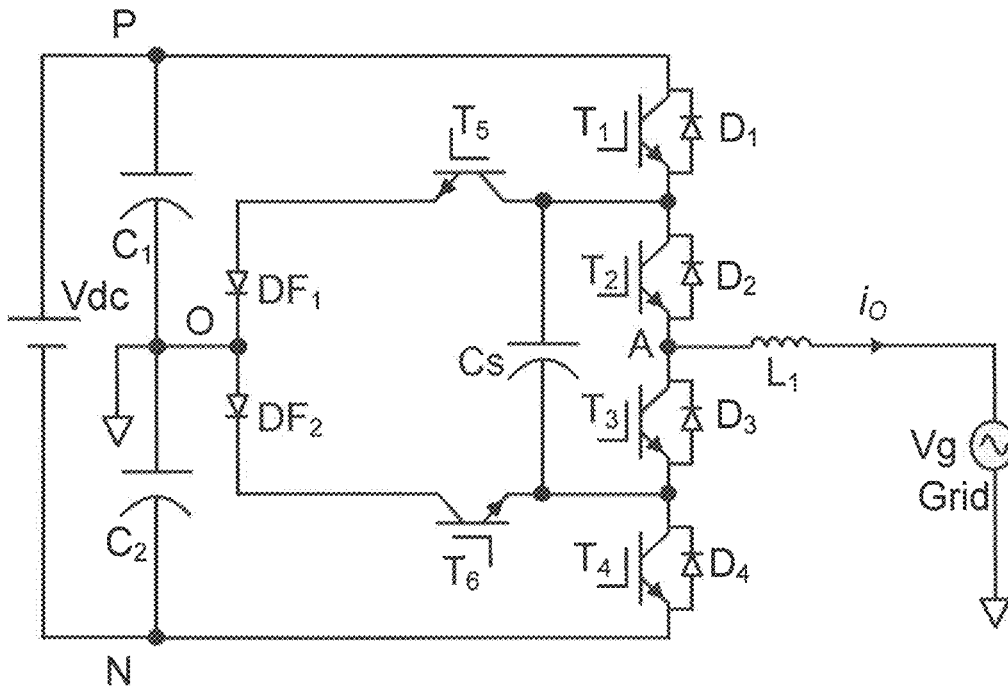 P
T₁
D₁
T₅
C₁
DF₁
T₂
D₂
Vdc
O
Cs
A
i_O
L₁
DF₂
T₃
D₃
Vg
Grid
C₂
T₆
T₄
D₄
N